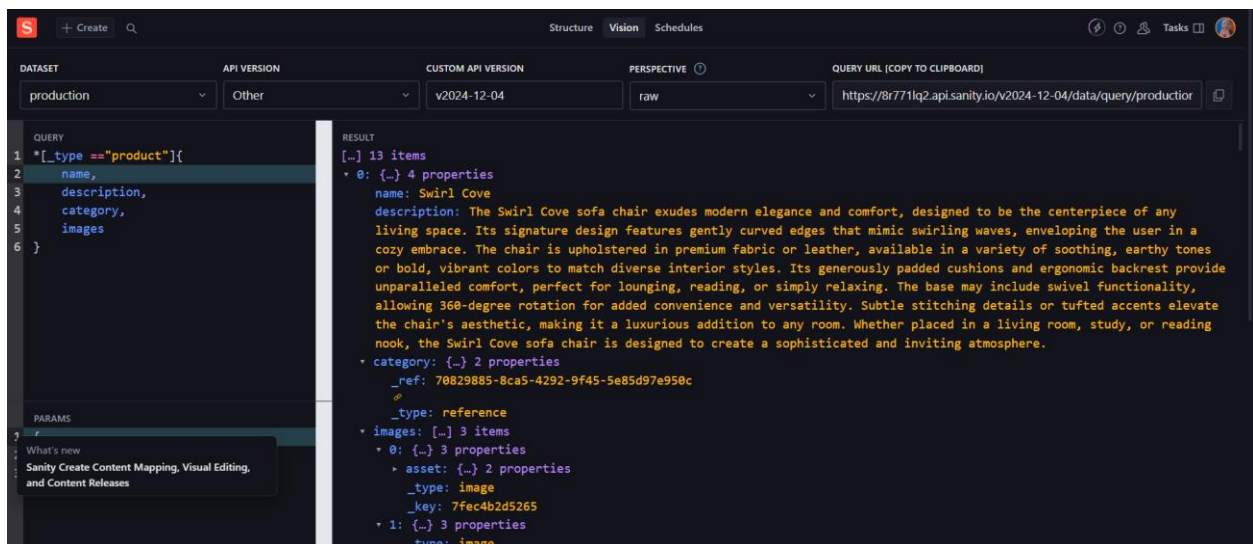 S
+ Create
Structure Vision Schedules
Tasks
DATASET
API VERSION
CUSTOM API VERSION
PERSPECTIVE
QUERY URL [COPY TO CLIPBOARD]
production
Other
v2024-12-04
raw
https://8r771lq2.api.sanity.io/v2024-12-04/data/query/production
QUERY
1 *[_type =="product"]{
2 name,
3 description,
4 category,
5 images
6 }
PARAMS
1
What's new
Sanity Create Content Mapping, Visual Editing,
and Content Releases
RESULT
[…] 13 items
0: {…} 4 properties
name: Swirl Cove
description: The Swirl Cove sofa chair exudes modern elegance and comfort, designed to be the centerpiece of any
living space. Its signature design features gently curved edges that mimic swirling waves, enveloping the user in a
cozy embrace. The chair is upholstered in premium fabric or leather, available in a variety of soothing, earthy tones
or bold, vibrant colors to match diverse interior styles. Its generously padded cushions and ergonomic backrest provide
unparalleled comfort, perfect for lounging, reading, or simply relaxing. The base may include swivel functionality,
allowing 360-degree rotation for added convenience and versatility. Subtle stitching details or tufted accents elevate
the chair's aesthetic, making it a luxurious addition to any room. Whether placed in a living room, study, or reading
nook, the Swirl Cove sofa chair is designed to create a sophisticated and inviting atmosphere.
category: {…} 2 properties
_ref: 70829885-8ca5-4292-9f45-5e85d97e950c
_type: reference
images: […] 3 items
0: {…} 3 properties
asset: {…} 2 properties
_type: image
_key: 7fec4b2d5265
1: {…} 3 properties
_type: image